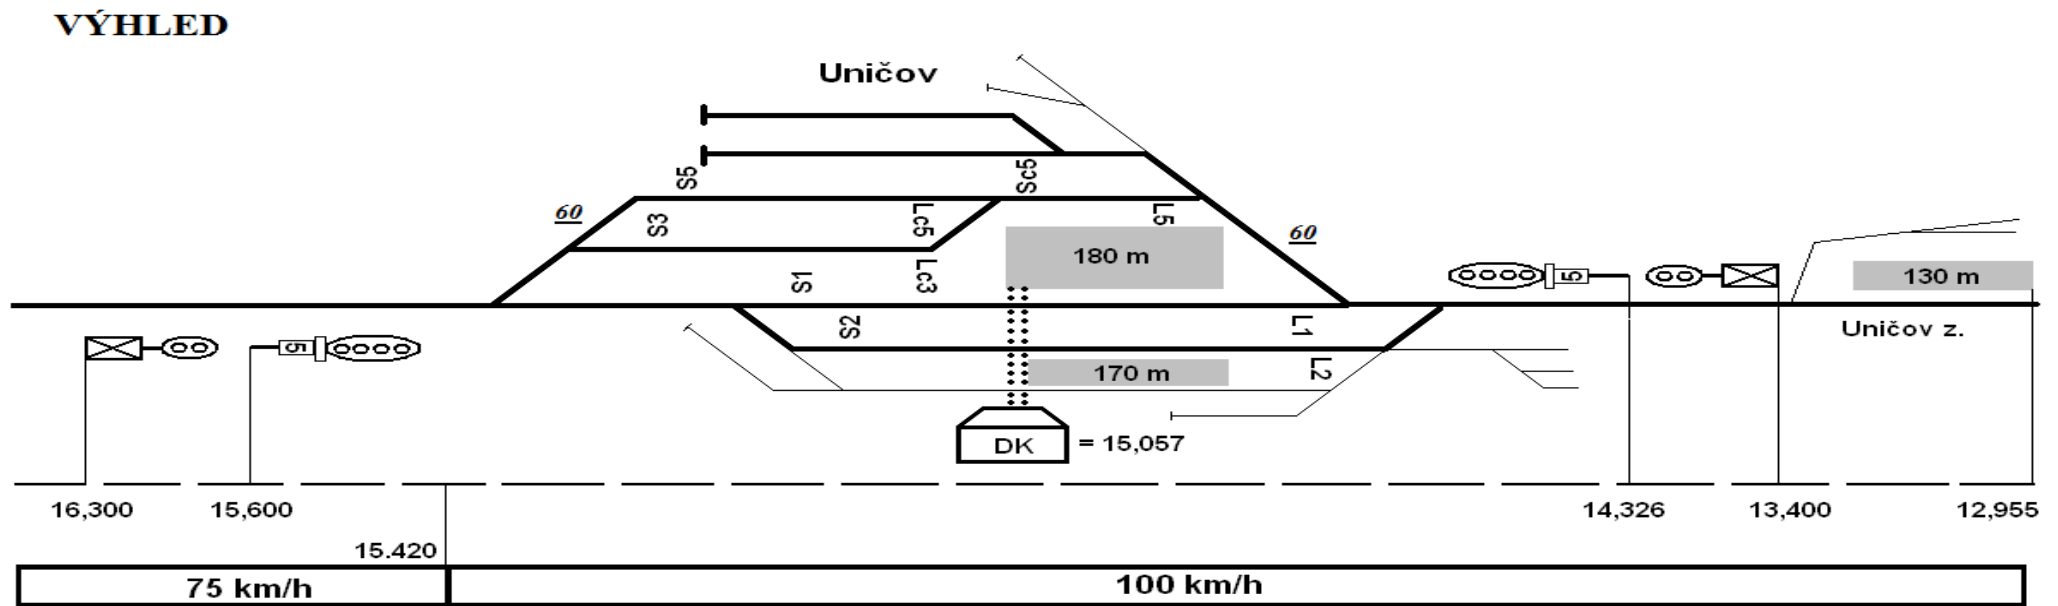 VÝHLED
Uničov
S5
Sc5
60
S3
Lc5
L5
60
180 m
S1
Lc3
5
130 m
S2
L1
Uničov z.
5
170 m
L2
DK = 15,057
16,300 15,600 14,326 13,400 12,955
15.420
75 km/h 100 km/h